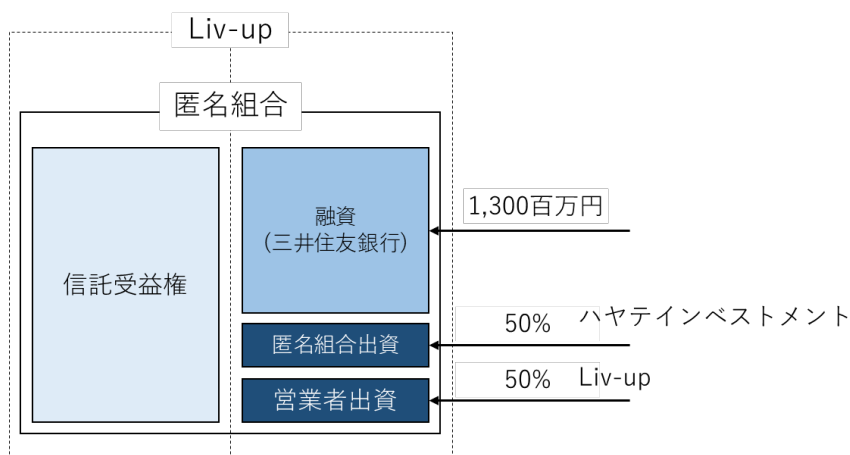 Liv-up
匿名組合
信託受益権
融資
(三井住友銀行)
1,300百万円
匿名組合出資
50%
ハヤテインベストメント
営業者出資
50%
Liv-up